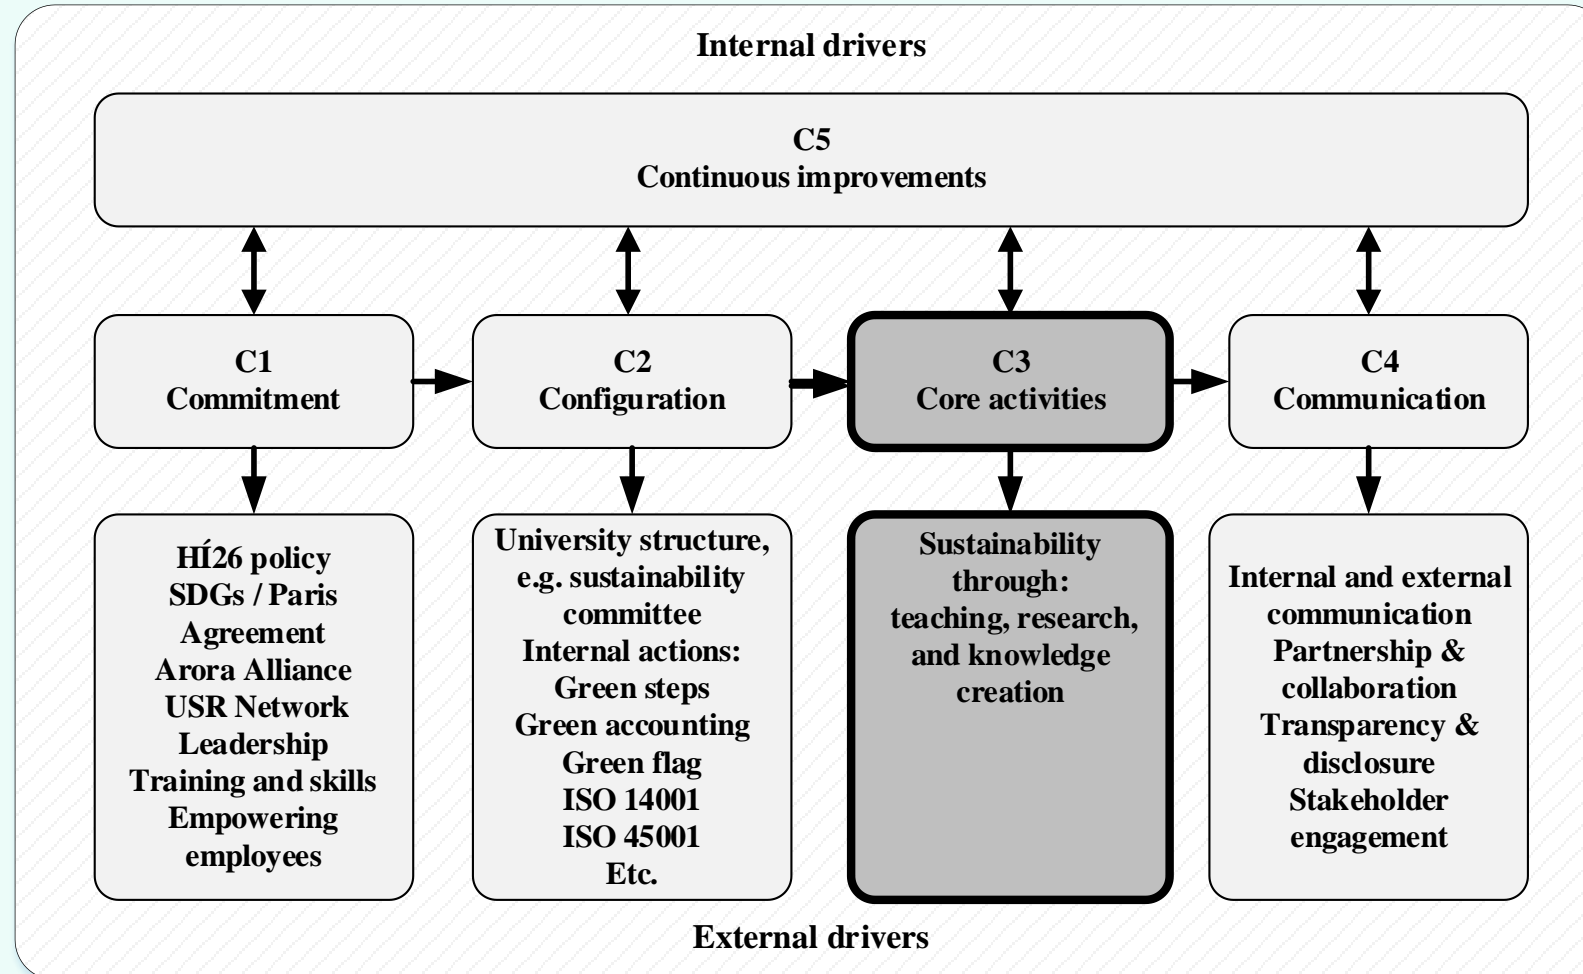 Internal drivers
C5
Continuous improvements
C1
Commitment
C2
Configuration
C3
Core activities
C4
Communication
HÍ26 policy
SDGs / Paris
Agreement
Arora Alliance
USR Network
Leadership
Training and skills
Empowering
employees
University structure,
e.g. sustainability
committee
Internal actions:
Green steps
Green accounting
Green flag
ISO 14001
ISO 45001
Etc.
Sustainability
through:
teaching, research,
and knowledge
creation
Internal and external
communication
Partnership &
collaboration
Transparency &
disclosure
Stakeholder
engagement
External drivers